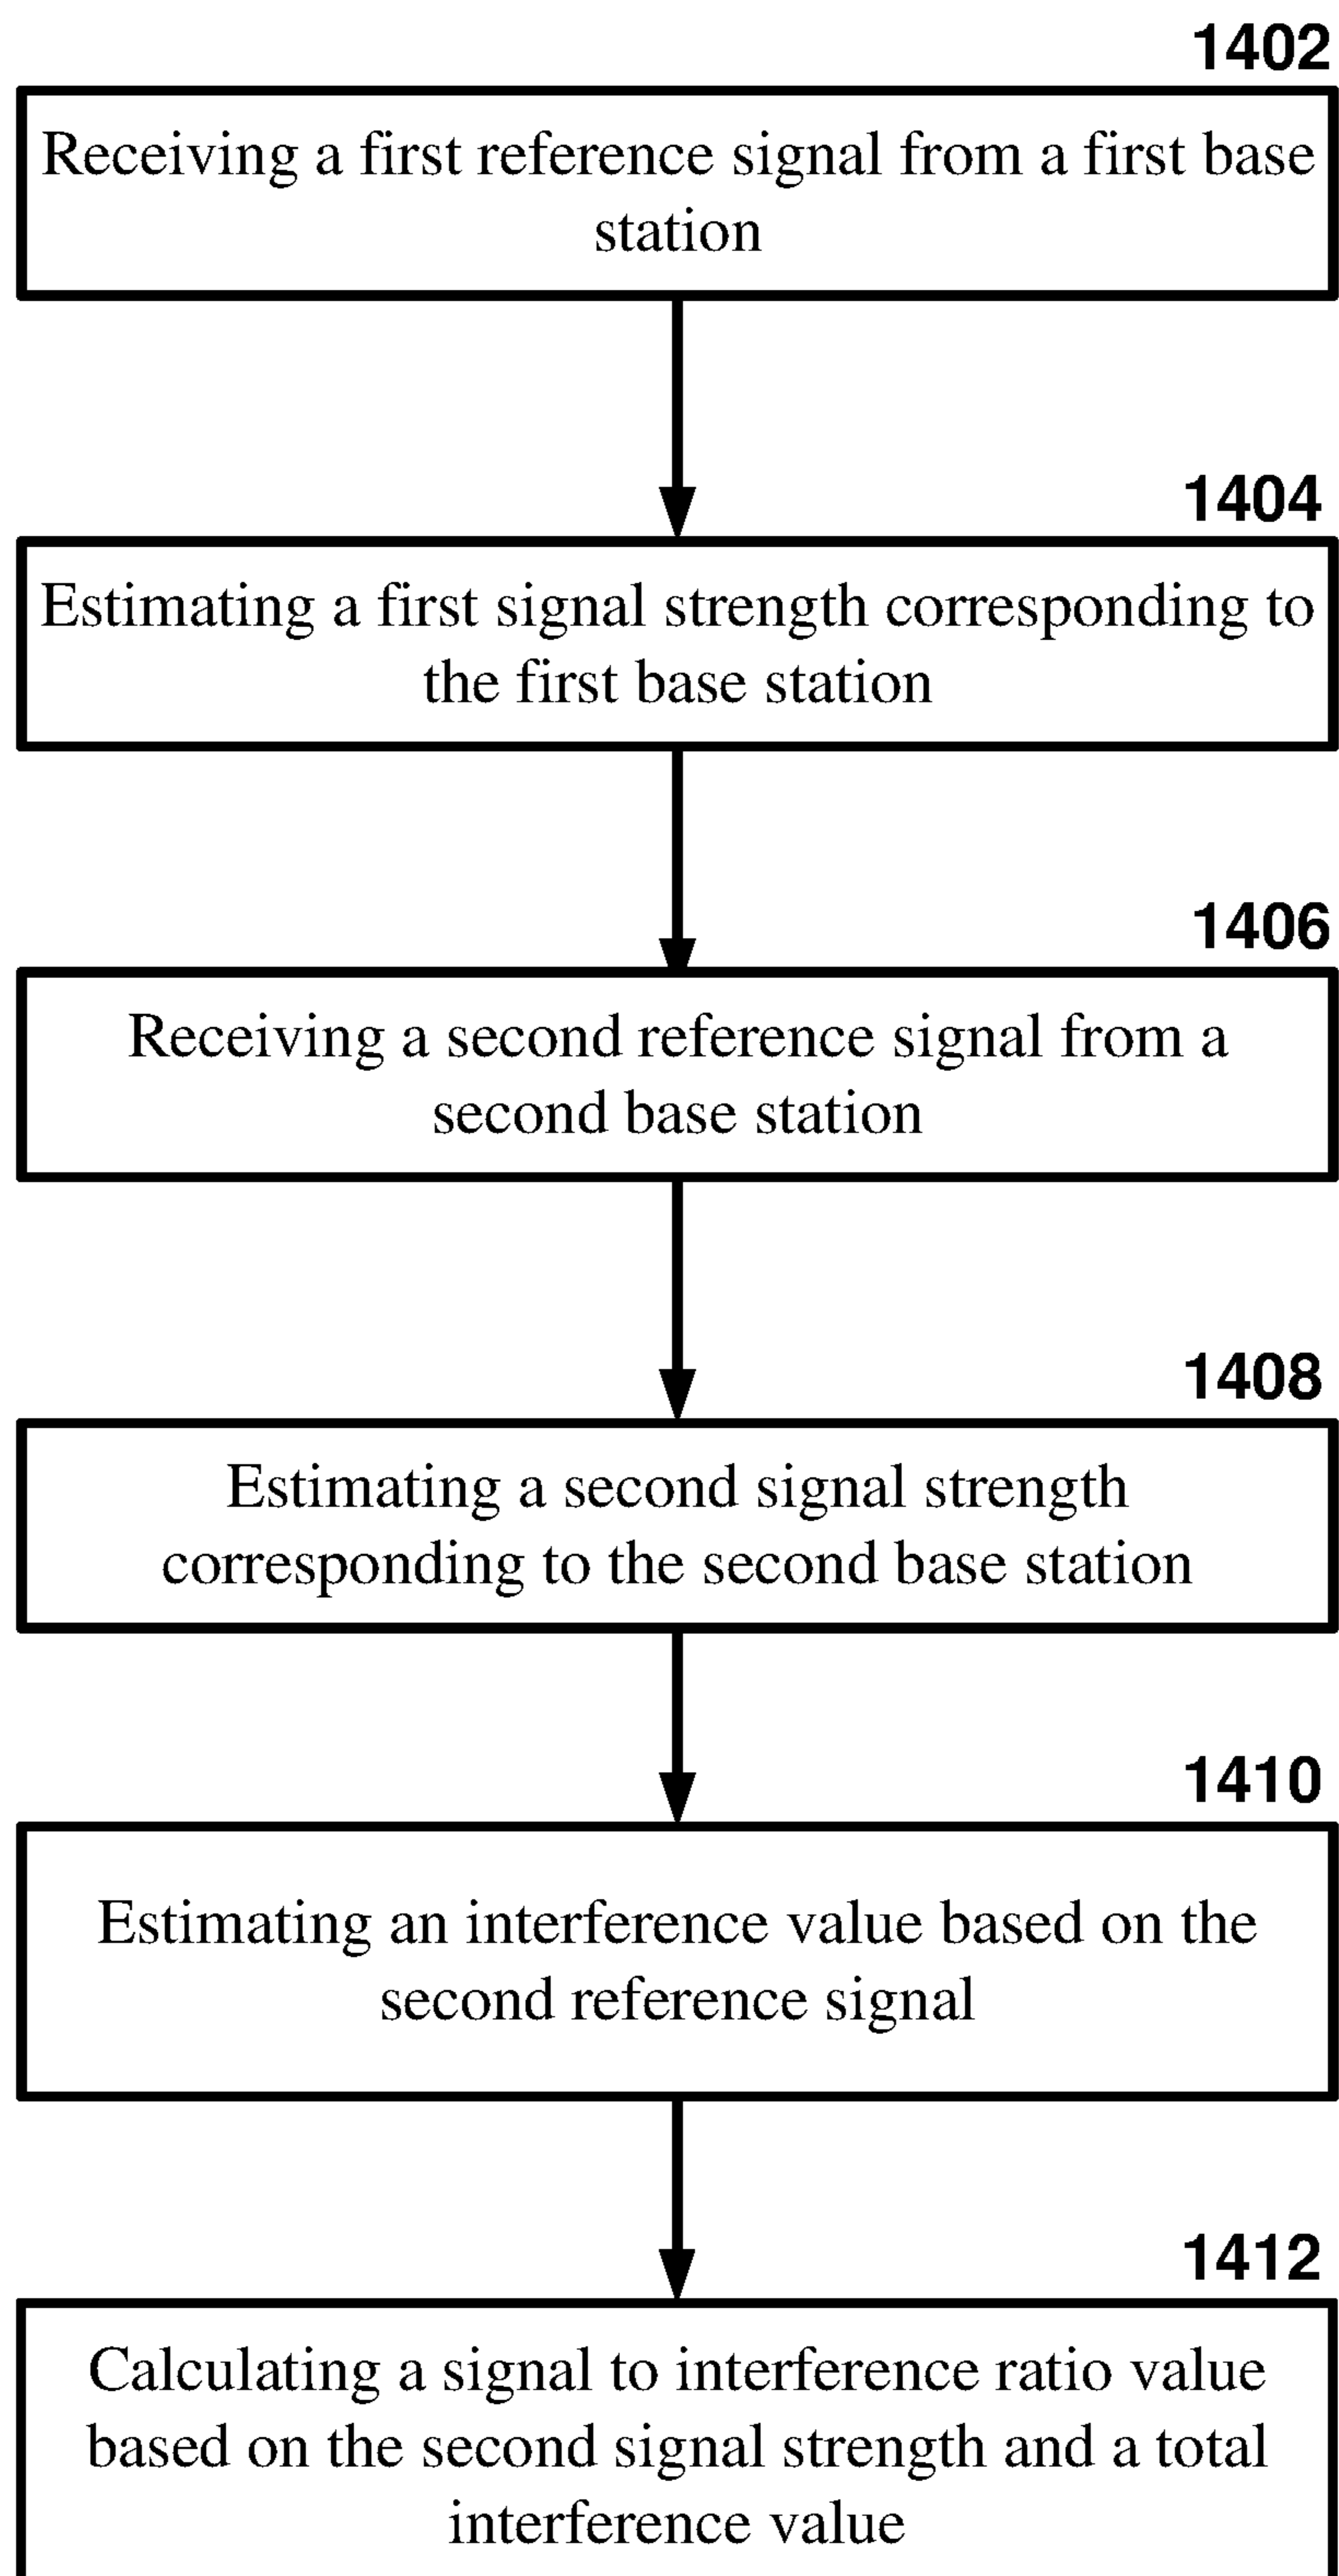 1402
Receiving a first reference signal from a first base
station
1404
Estimating a first signal strength corresponding to
the first base station
1406
Receiving a second reference signal from a
second base station
1408
Estimating a second signal strength
corresponding to the second base station
1410
Estimating an interference value based on the
second reference signal
1412
Calculating a signal to interference ratio value
based on the second signal strength and a total
interference value